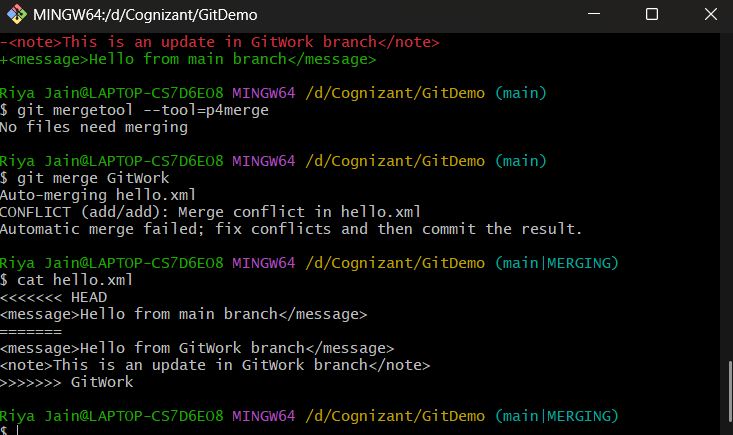 MINGW64:/d/Cognizant/GitDemo
-<note>This is an update in GitWork branch</note>
+<message>Hello from main branch</message>
Riya Jain@LAPTOP-CS7D6EO8 MINGW64 /d/Cognizant/GitDemo (main)
$ git mergetool --tool=p4merge
No files need merging
Riya Jain@LAPTOP-CS7D6EO8 MINGW64 /d/Cognizant/GitDemo (main)
$ git merge GitWork
Auto-merging hello.xml
CONFLICT (add/add): Merge conflict in hello.xml
Automatic merge failed; fix conflicts and then commit the result.
Riya Jain@LAPTOP-CS7D6EO8 MINGW64 /d/Cognizant/GitDemo (main|MERGING)
$ cat hello.xml
<<<<<<< HEAD
<message>Hello from main branch</message>
=======
<message>Hello from GitWork branch</message>
<note>This is an update in GitWork branch</note>
>>>>>>> GitWork
Riya Jain@LAPTOP-CS7D6EO8 MINGW64 /d/Cognizant/GitDemo (main|MERGING)
$